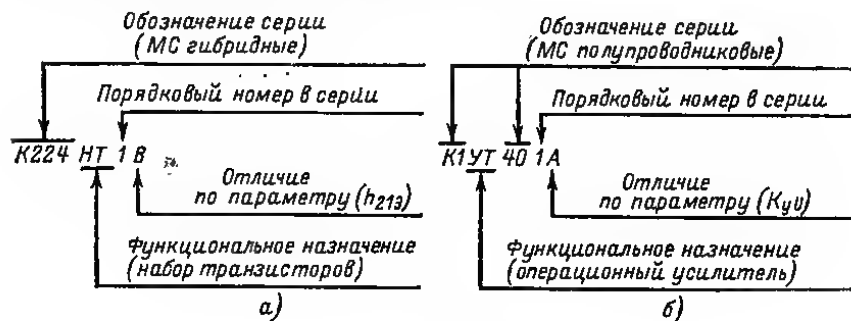 Обозначение серии
(МС гибридные)
Порядковый номер в серии
К224 НТ 1 В
Отличие
по параметру (h21э)
Функциональное назначение
(набор транзисторов)
а)
Обозначение серии
(МС полупроводниковые)
Порядковый номер в серии
К1УТ 40 1А
Отличие
по параметру (KyU)
Функциональное назначение
(операционный усилитель)
б)